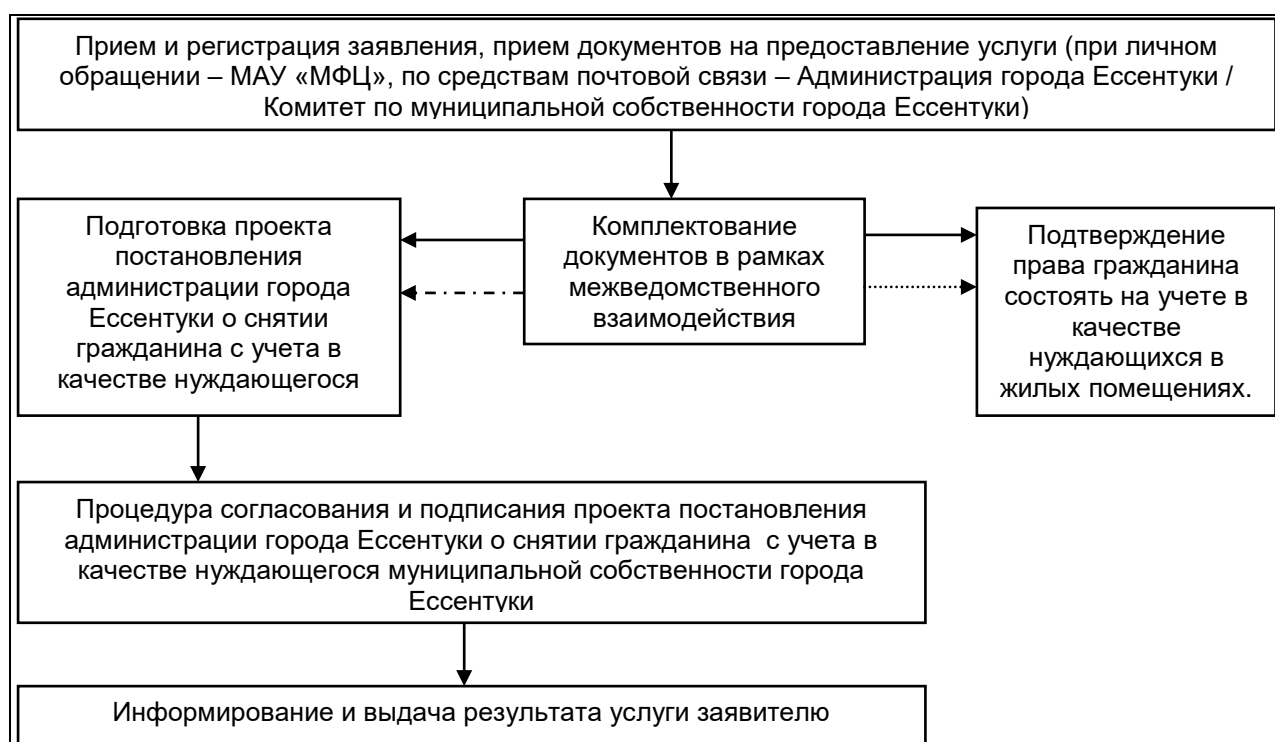 Прием и регистрация заявления, прием документов на предоставление услуги (при личном
обращении – МАУ «МФЦ», по средствам почтовой связи – Администрация города Ессентуки /
Комитет по муниципальной собственности города Ессентуки)
Подготовка проекта
постановления
администрации города
Ессентуки о снятии
гражданина с учета в
качестве нуждающегося
Комплектование
документов в рамках
межведомственного
взаимодействия
Подтверждение
права гражданина
состоять на учете в
качестве
нуждающихся в
жилых помещениях.
Процедура согласования и подписания проекта постановления
администрации города Ессентуки о снятии гражданина  с учета в
качестве нуждающегося муниципальной собственности города
Ессентуки
Информирование и выдача результата услуги заявителю